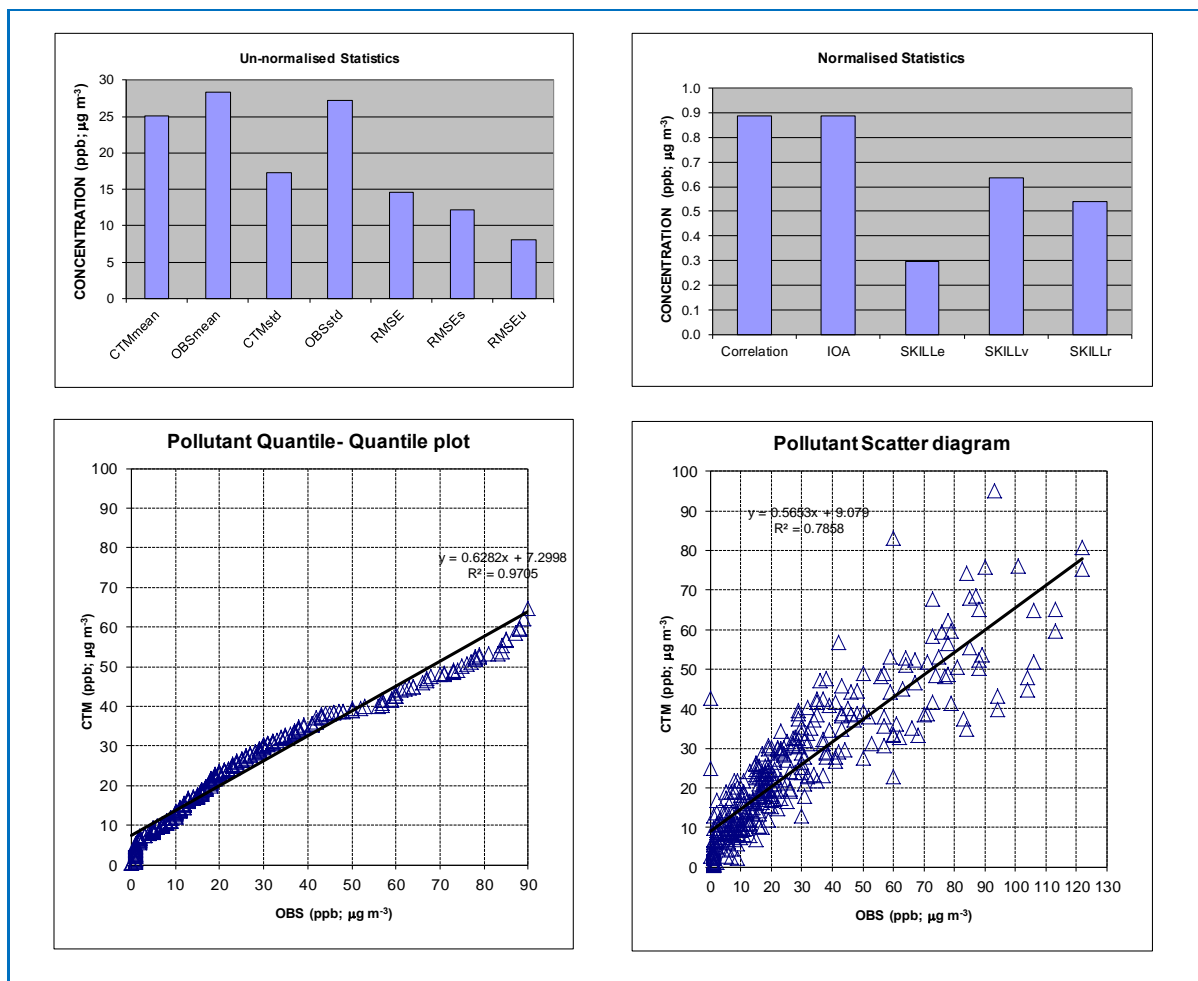 Un-normalised Statistics
CONCENTRATION (ppb; µg m-3)
30
25
20
15
10
5
0
CTMmean
OBSmean
CTMstd
OBSstd
RMSE
RMSEs
RMSEu
Normalised Statistics
CONCENTRATION (ppb; µg m-3)
1.0
0.9
0.8
0.7
0.6
0.5
0.4
0.3
0.2
0.1
0.0
Correlation IOA SKILLe SKILLv SKILLr
Pollutant Quantile- Quantile plot
CTM (ppb; µg m-3)
100
90
80
70
60
50
40
30
20
10
0
y = 0.6282x + 7.2998
R² = 0.9705
0 10 20 30 40 50 60 70 80 90
OBS (ppb; µg m-3)
Pollutant Scatter diagram
CTM (ppb; µg m-3)
100
90
80
70
60
50
40
30
20
10
0
y = 0.5653x + 9.079
R² = 0.7858
0 10 20 30 40 50 60 70 80 90 100 110 120 130
OBS (ppb; µg m-3)